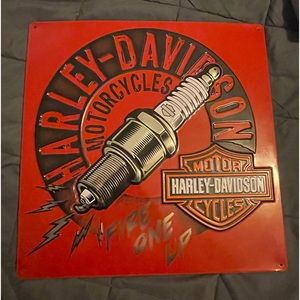 HARLEY-DAVIDSON
MOTORCYCLES
MOTOR
HARLEY-DAVIDSON
CYCLES
FIRE
ONE
UP